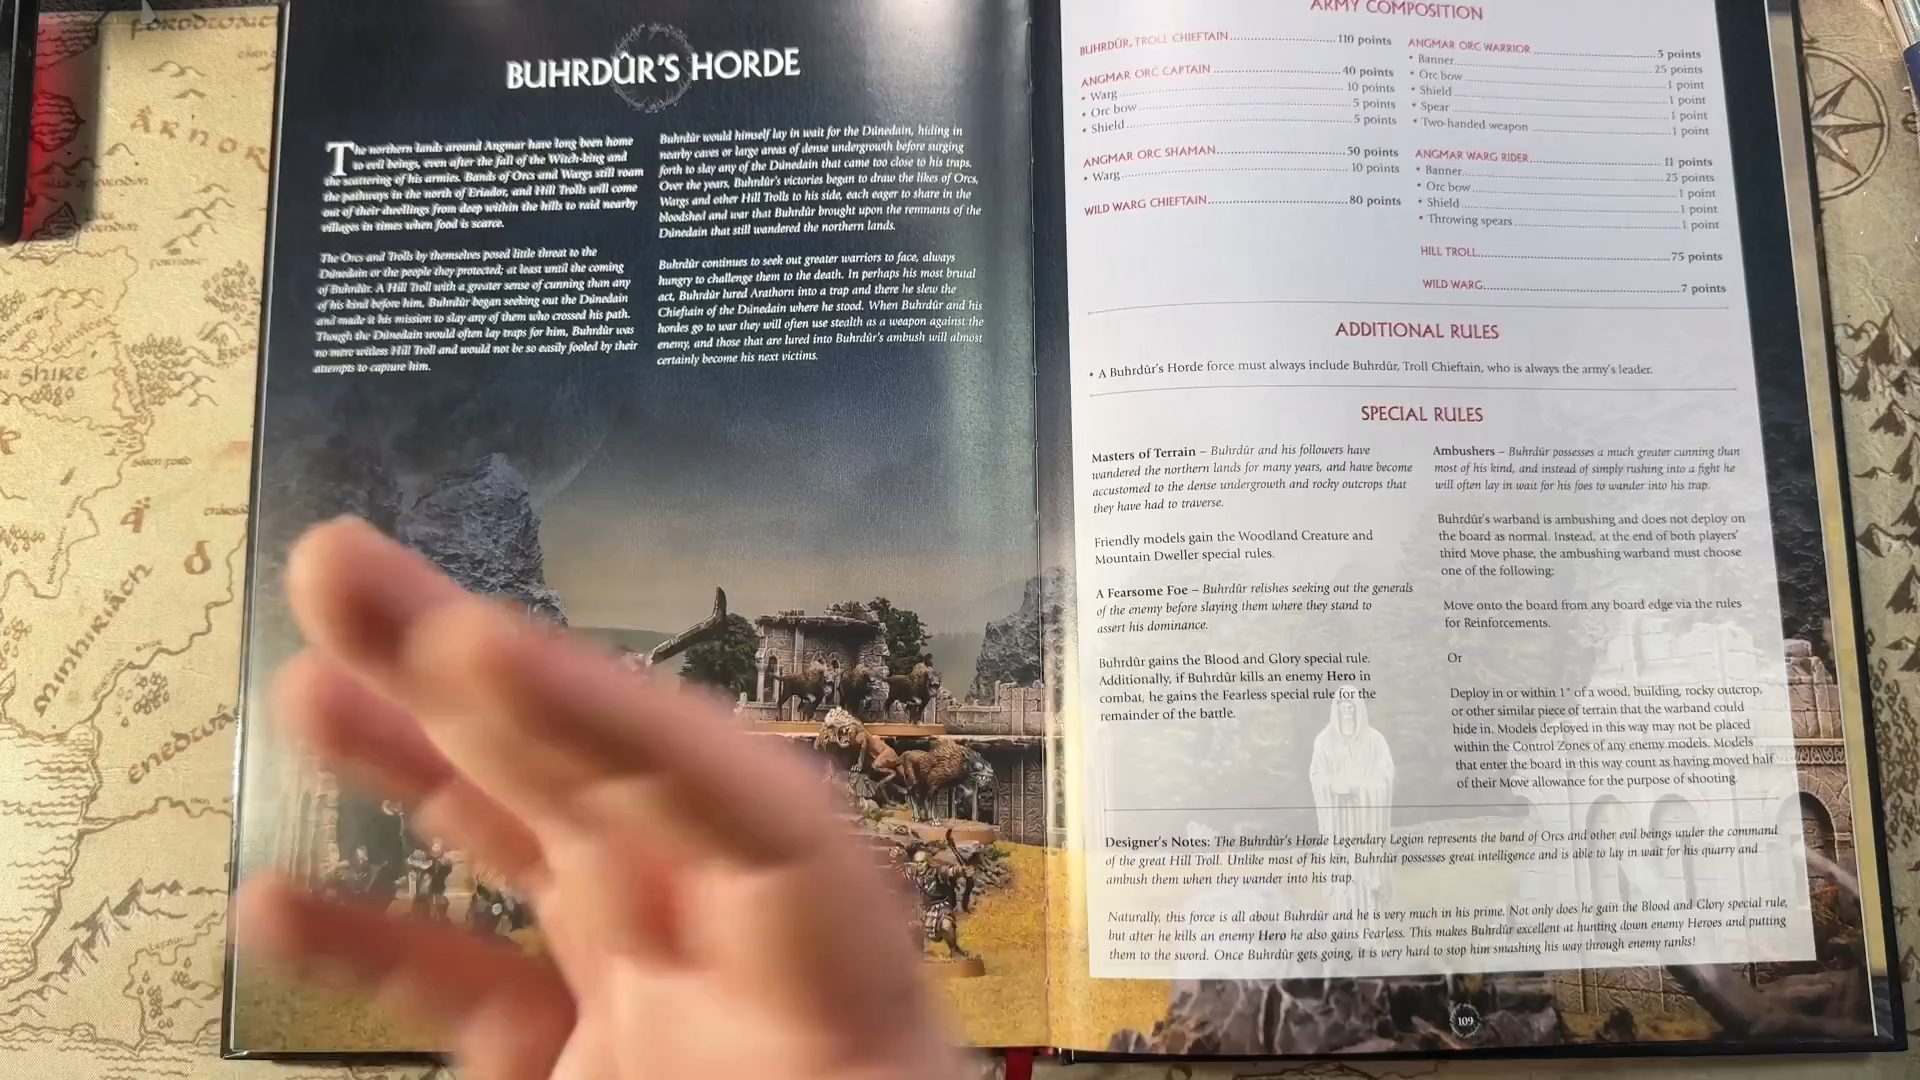 FORODWAIT
ARNOR
SHIRE
MINHIRIATH
ENEDWA
BUHRDÛR'S HORDE
The northern lands around Angmar have long been home
to evil beings, even after the fall of the Witch-king and
the scattering of his armies. Bands of Orcs and Wargs still roam
the pathways in the north of Eriador, and Hill Trolls will come
out of their dwellings from deep within the hills to raid nearby
villages in times when food is scarce.
The Orcs and Trolls by themselves posed little threat to the
Dúnedain or the people they protected; at least until the coming
of Buhrdûr. A Hill Troll with a greater sense of cunning than any
of his kind before him, Buhrdûr began seeking out the Dúnedain
and made it his mission to slay any of them who crossed his path.
Though the Dúnedain would often lay traps for him, Buhrdûr was
no mere witless Hill Troll and would not be so easily fooled by their
attempts to capture him.
Buhrdûr would himself lay in wait for the Dúnedain, hiding in
nearby caves or large areas of dense undergrowth before surging
forth to slay any of the Dúnedain that came too close to his traps.
Over the years, Buhrdûr's victories began to draw the likes of Orcs,
Wargs and other Hill Trolls to his side, each eager to share in the
bloodshed and war that Buhrdûr brought upon the remnants of the
Dúnedain that still wandered the northern lands.
Buhrdûr continues to seek out greater warriors to face, always
hungry to challenge them to the death. In perhaps his most brutal
act, Buhrdûr lured Arathorn into a trap and there he slew the
Chieftain of the Dúnedain where he stood. When Buhrdûr and his
hordes go to war they will often use stealth as a weapon against the
enemy, and those that are lured into Buhrdûr's ambush will almost
certainly become his next victims.
ARMY COMPOSITION
BUHRDÛR, TROLL CHIEFTAIN 110 points
ANGMAR ORC CAPTAIN 40 points
• Warg 10 points
• Orc bow 5 points
• Shield 5 points
ANGMAR ORC SHAMAN 50 points
• Warg 10 points
WILD WARG CHIEFTAIN 80 points
ANGMAR ORC WARRIOR 5 points
• Banner 25 points
• Orc bow 1 point
• Shield 1 point
• Spear 1 point
• Two-handed weapon 1 point
ANGMAR WARG RIDER 11 points
• Banner 25 points
• Orc bow 1 point
• Shield 1 point
• Throwing spears 1 point
HILL TROLL 75 points
WILD WARG 7 points
ADDITIONAL RULES
• A Buhrdûr's Horde force must always include Buhrdûr, Troll Chieftain, who is always the army's leader.
SPECIAL RULES
Masters of Terrain – Buhrdûr and his followers have
wandered the northern lands for many years, and have become
accustomed to the dense undergrowth and rocky outcrops that
they have had to traverse.
Friendly models gain the Woodland Creature and
Mountain Dweller special rules.
A Fearsome Foe – Buhrdûr relishes seeking out the generals
of the enemy before slaying them where they stand to
assert his dominance.
Buhrdûr gains the Blood and Glory special rule.
Additionally, if Buhrdûr kills an enemy Hero in
combat, he gains the Fearless special rule for the
remainder of the battle.
Ambushers – Buhrdûr possesses a much greater cunning than
most of his kind, and instead of simply rushing into a fight he
will often lay in wait for his foes to wander into his trap.
Buhrdûr's warband is ambushing and does not deploy on
the board as normal. Instead, at the end of both players'
third Move phase, the ambushing warband must choose
one of the following:
Move onto the board from any board edge via the rules
for Reinforcements.
Or
Deploy in or within 1" of a wood, building, rocky outcrop,
or other similar piece of terrain that the warband could
hide in. Models deployed in this way may not be placed
within the Control Zones of any enemy models. Models
that enter the board in this way count as having moved half
of their Move allowance for the purpose of shooting.
Designer's Notes: The Buhrdûr's Horde Legendary Legion represents the band of Orcs and other evil beings under the command
of the great Hill Troll. Unlike most of his kin, Buhrdûr possesses great intelligence and is able to lay in wait for his quarry and
ambush them when they wander into his trap.
Naturally, this force is all about Buhrdûr and he is very much in his prime. Not only does he gain the Blood and Glory special rule,
but after he kills an enemy Hero he also gains Fearless. This makes Buhrdûr excellent at hunting down enemy Heroes and putting
them to the sword. Once Buhrdûr gets going, it is very hard to stop him smashing his way through enemy ranks!
109